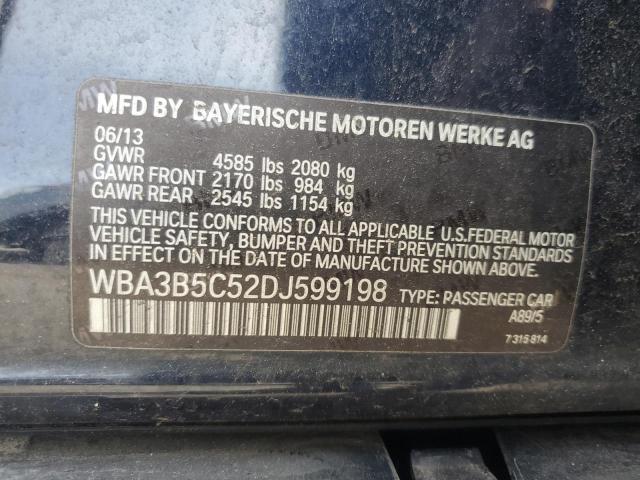 MFD BY BAYERISCHE MOTOREN WERKE AG
06/13
GVWR 4585 lbs 2080 kg
GAWR FRONT 2170 lbs 984 kg
GAWR REAR 2545 lbs 1154 kg
THIS VEHICLE CONFORMS TO ALL APPLICABLE U.S.FEDERAL MOTOR
VEHICLE SAFETY, BUMPER AND THEFT PREVENTION STANDARDS
IN EFFECT ON THE DATE OF MANUFACTURE SHOWN ABOVE.
WBA3B5C52DJ599198 TYPE: PASSENGER CAR
A89/5
7 315 814